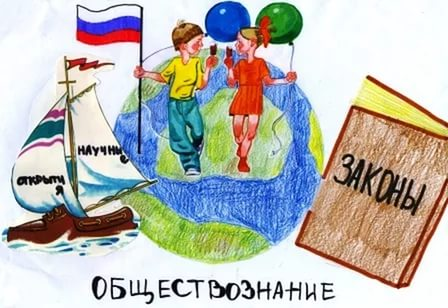 НАУЧНЫ
Е
ОТКРЫТИ
Я
ЗАКОНЫ
ОБЩЕСТВОЗНАНИЕ